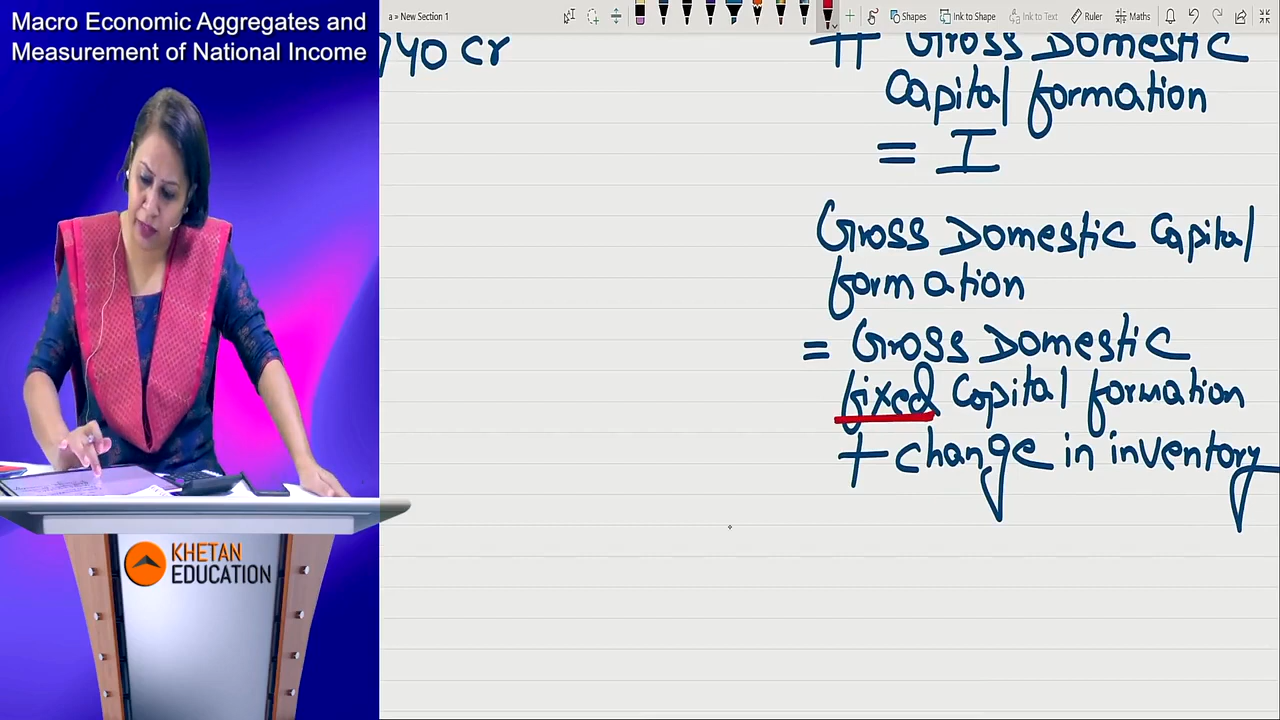 Macro Economic Aggregates and
Measurement of National Income
a » New Section 1
Shapes
Ink to Shape
Ink to Text
Ruler
Maths
740 Cr
# Gross Domestic
Capital formation
= I
Gross Domestic Capital
formation
= Gross Domestic
fixed Capital formation
+ change in inventory
KHETAN
EDUCATION